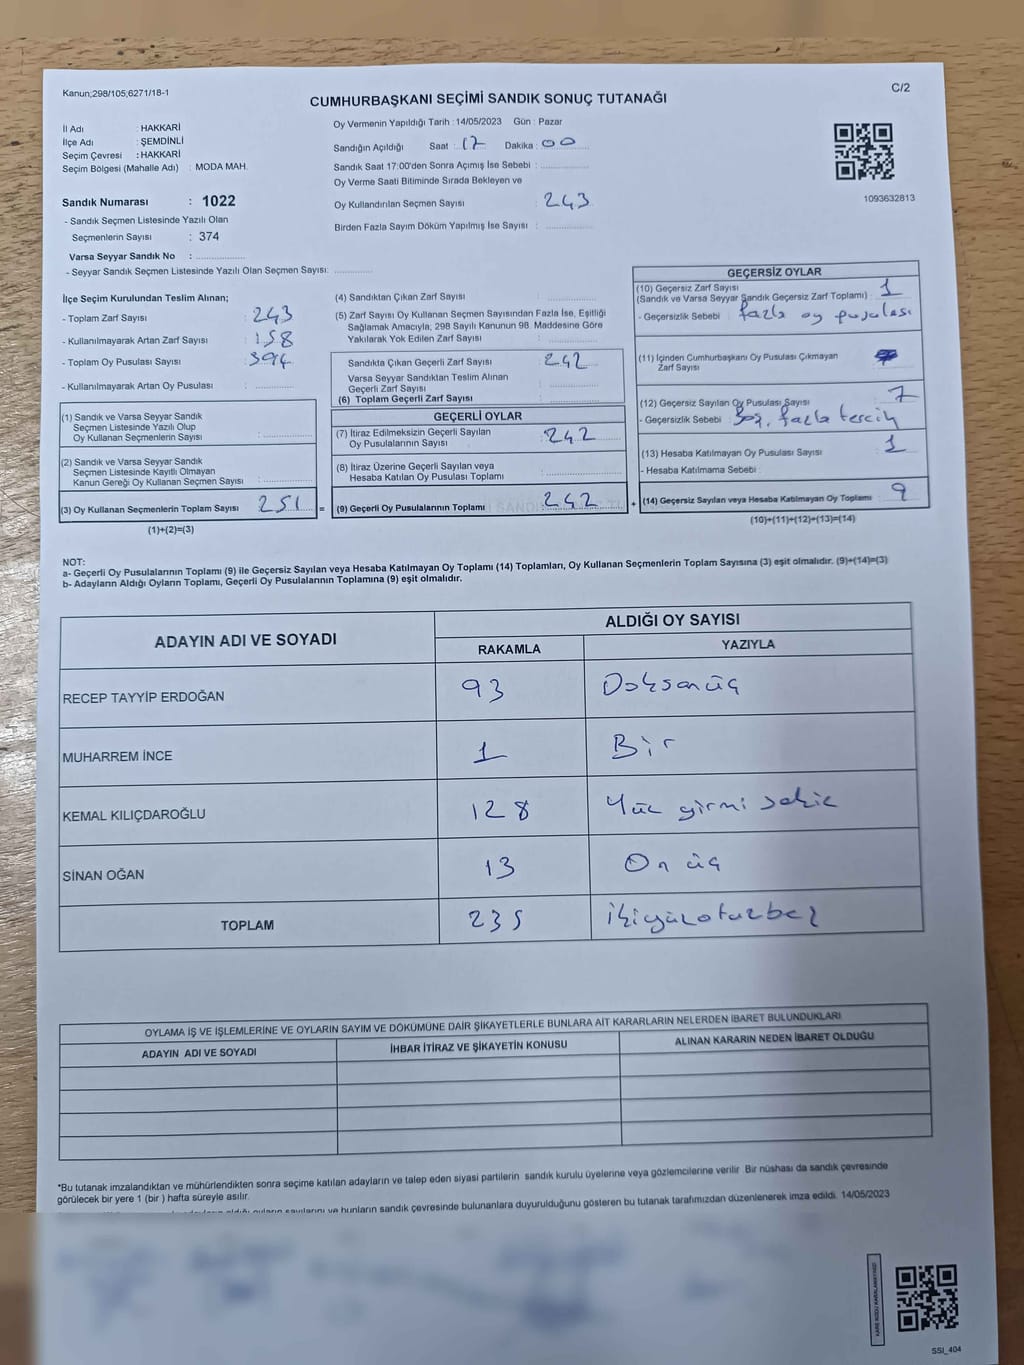 Kanun;298/105;6271/18-1
C/2
CUMHURBAŞKANI SEÇİMİ SANDIK SONUÇ TUTANAĞI
İl Adı : HAKKARİ
İlçe Adı : ŞEMDİNLİ
Seçim Çevresi : HAKKARİ
Seçim Bölgesi (Mahalle Adı) : MODA MAH.
Sandık Numarası : 1022
- Sandık Seçmen Listesinde Yazılı Olan
Seçmenlerin Sayısı : 374
Varsa Seyyar Sandık No :
- Seyyar Sandık Seçmen Listesinde Yazılı Olan Seçmen Sayısı:
Oy Vermenin Yapıldığı Tarih :14/05/2023 Gün : Pazar
Sandığın Açıldığı Saat : 17 Dakika : 00
Sandık Saat 17:00'den Sonra Açımış İse Sebebi :
Oy Verme Saati Bitiminde Sırada Bekleyen ve
Oy Kullandırılan Seçmen Sayısı : 243
Birden Fazla Sayım Döküm Yapılmış İse Sayısı :
1093632813
İlçe Seçim Kurulundan Teslim Alınan;
- Toplam Zarf Sayısı : 243
- Kullanılmayarak Artan Zarf Sayısı : 158
- Toplam Oy Pusulası Sayısı : 394
- Kullanılmayarak Artan Oy Pusulası :
(1) Sandık ve Varsa Seyyar Sandık
Seçmen Listesinde Yazılı Olup
Oy Kullanan Seçmenlerin Sayısı :
(2) Sandık ve Varsa Seyyar Sandık
Seçmen Listesinde Kayıtlı Olmayan
Kanun Gereği Oy Kullanan Seçmen Sayısı :
(3) Oy Kullanan Seçmenlerin Toplam Sayısı 251 =
(1)+(2)=(3)
(4) Sandıktan Çıkan Zarf Sayısı :
(5) Zarf Sayısı Oy Kullanan Seçmen Sayısından Fazla İse, Eşitliği
Sağlamak Amacıyla; 298 Sayılı Kanunun 98. Maddesine Göre
Yakılarak Yok Edilen Zarf Sayısı :
Sandıkta Çıkan Geçerli Zarf Sayısı : 242
Varsa Seyyar Sandıktan Teslim Alınan
Geçerli Zarf Sayısı :
(6) Toplam Geçerli Zarf Sayısı :
GEÇERLİ OYLAR
(7) İtiraz Edilmeksizin Geçerli Sayılan
Oy Pusulalarının Sayısı : 242
(8) İtiraz Üzerine Geçerli Sayılan veya
Hesaba Katılan Oy Pusulaları Toplamı :
(9) Geçerli Oy Pusulalarının Toplamı : 242 +
GEÇERSİZ OYLAR
(10) Geçersiz Zarf Sayısı
(Sandık ve Varsa Seyyar Sandık Geçersiz Zarf Toplamı) : 1
- Geçersizlik Sebebi : fazla oy pusulası
(11) İçinden Cumhurbaşkanı Oy Pusulası Çıkmayan
Zarf Sayısı
(12) Geçersiz Sayılan Oy Pusulası Sayısı 7
- Geçersizlik Sebebi : Boş, fazla tercih
(13) Hesaba Katılmayan Oy Pusulası Sayısı : 1
- Hesaba Katılmama Sebebi :
(14) Geçersiz Sayılan veya Hesaba Katılmayan Oy Toplamı : 9
(10)+(11)+(12)+(13)=(14)
NOT:
a- Geçerli Oy Pusulalarının Toplamı (9) ile Geçersiz Sayılan veya Hesaba Katılmayan Oy Toplamı (14) Toplamları, Oy Kullanan Seçmenlerin Toplam Sayısına (3) eşit olmalıdır. (9)+(14)=(3)
b- Adayların Aldığı Oyların Toplamı, Geçerli Oy Pusulalarının Toplamına (9) eşit olmalıdır.
ADAYIN ADI VE SOYADI ALDIĞI OY SAYISI
RAKAMLA YAZIYLA
RECEP TAYYİP ERDOĞAN 93 Doksanüç
MUHARREM İNCE 1 Bir
KEMAL KILIÇDAROĞLU 128 Yüz yirmi sekiz
SİNAN OĞAN 13 On üç
TOPLAM 235 ikiyüzotuzbeş
OYLAMA İŞ VE İŞLEMLERİNE VE OYLARIN SAYIM VE DÖKÜMÜNE DAİR ŞİKAYETLERLE BUNLARA AİT KARARLARIN NELERDEN İBARET BULUNDUKLARI
ADAYIN ADI VE SOYADI İHBAR İTİRAZ VE ŞİKAYETİN KONUSU ALINAN KARARIN NEDEN İBARET OLDUĞU
*Bu tutanak imzalandıktan ve mühürlendikten sonra seçime katılan adayların ve talep eden siyasi partilerin sandık kurulu üyelerine veya gözlemcilerine verilir. Bir nüshası da sandık çevresinde
görülecek bir yere 1 (bir ) hafta süreyle asılır.
ve bunların sandık çevresinde bulunanlara duyurulduğunu gösteren bu tutanak tarafımızdan düzenlenerek imza edildi. 14/05/2023
SSI_404